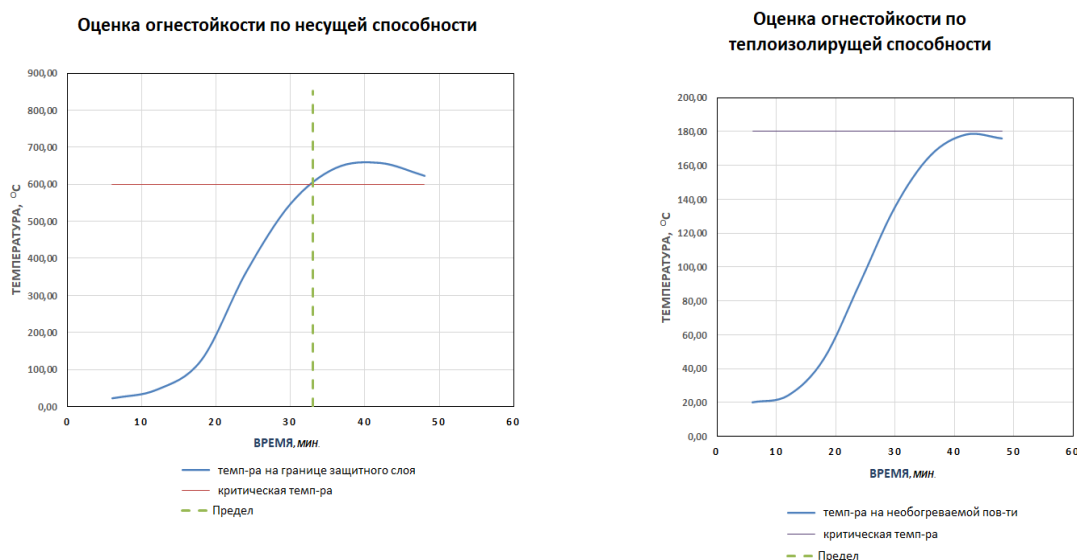 Оценка огнестойкости по несущей способности
900,00
800,00
700,00
600,00
500,00
400,00
300,00
200,00
100,00
0,00
ТЕМПЕРАТУРА, ᴼС
0
10
20
30
40
50
60
ВРЕМЯ, МИН.
темп-ра на границе защитного слоя
критическая темп-ра
Предел
Оценка огнестойкости по
теплоизолирущей способности
200,00
180,00
160,00
140,00
120,00
100,00
80,00
60,00
40,00
20,00
0,00
ТЕМПЕРАТУРА, ᴼС
0
10
20
30
40
50
60
ВРЕМЯ, МИН.
темп-ра на необогреваемой пов-ти
критическая темп-ра
Предел